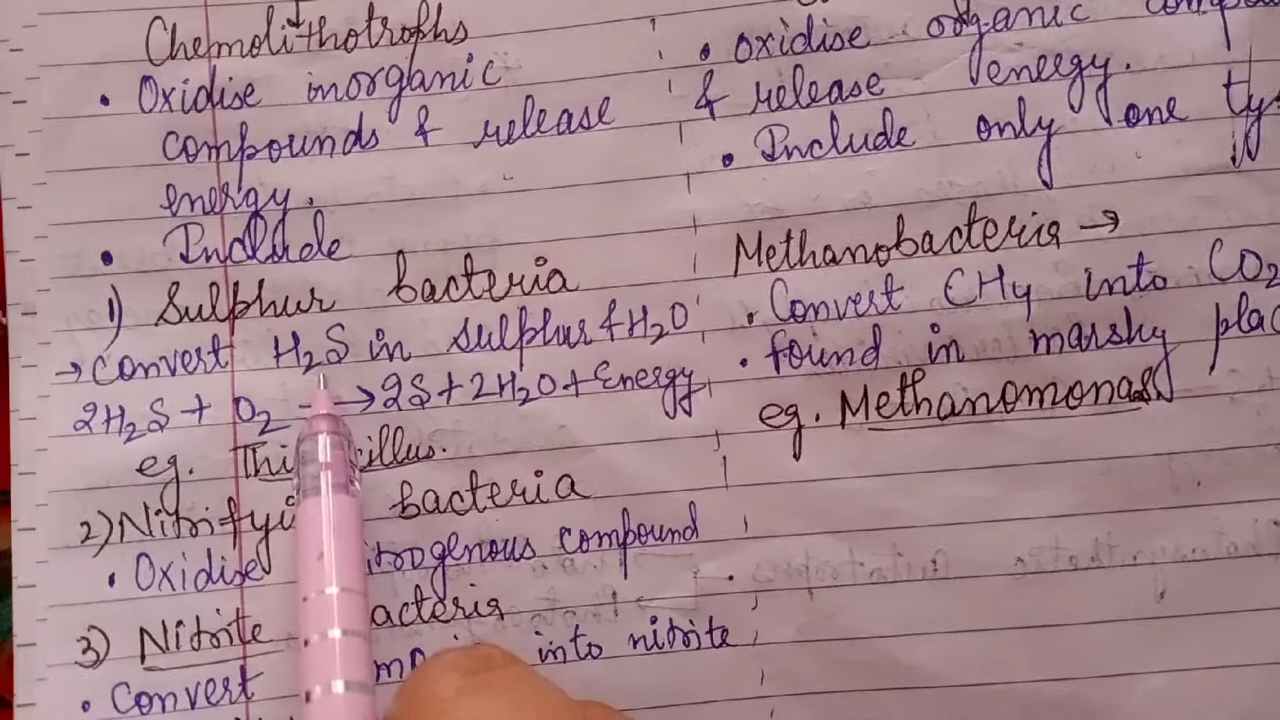 Chemolithotrophs
• Oxidise inorganic
compounds & release
energy.
• Include
1) Sulphur bacteria
→ Convert H2S in sulphur & H2O
2H2S + O2 → 2S + 2H2O + Energy
eg.
2) bacteria
• Oxidise compound
3) Nitrite
• Convert into nitrite
• oxidise organic
& release energy.
• Include only one
Methanobacteria →
• Convert CH4 into CO2
• found in marshy
eg. Methanomonas